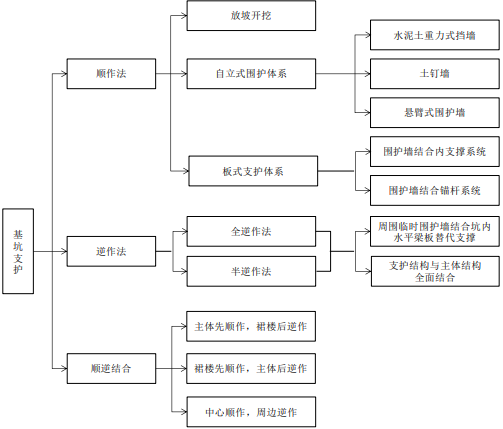 基坑支护
顺作法
放坡开挖
自立式围护体系
水泥土重力式挡墙
土钉墙
悬臂式围护墙
板式支护体系
围护墙结合内支撑系统
围护墙结合锚杆系统
逆作法
全逆作法
半逆作法
周围临时围护墙结合坑内
水平梁板替代支撑
支护结构与主体结构
全面结合
顺逆结合
主体先顺作，裙楼后逆作
裙楼先顺作，主体后逆作
中心顺作，周边逆作